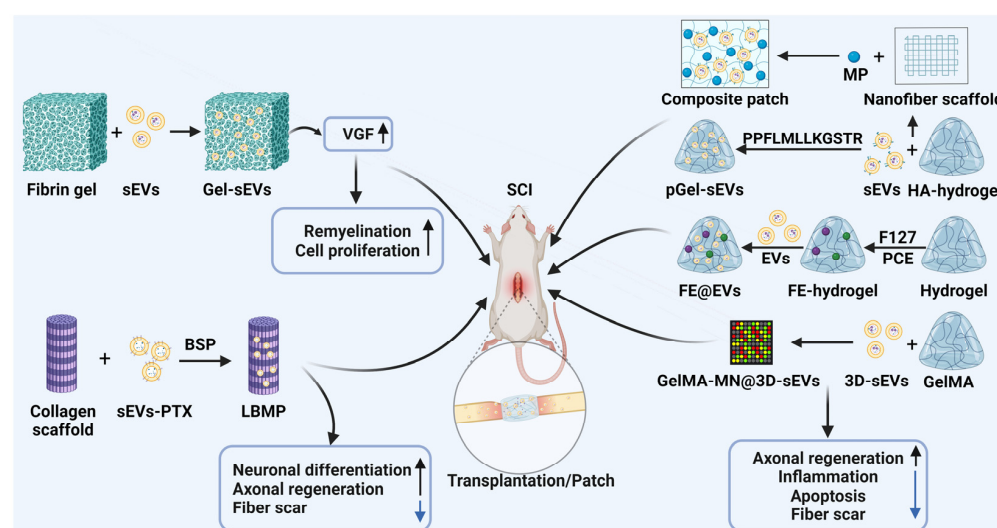 Fibrin gel
+
sEVs
Gel-sEVs
VGF
Remyelination
Cell proliferation
Collagen
scaffold
+
sEVs-PTX
BSP
LBMP
Neuronal differentiation
Axonal regeneration
Fiber scar
SCI
Transplantation/Patch
Composite patch
MP
+
Nanofiber scaffold
pGel-sEVs
PPFLMLLKGSTR
sEVs
+
HA-hydrogel
FE@EVs
EVs
FE-hydrogel
F127
PCE
Hydrogel
GelMA-MN@3D-sEVs
3D-sEVs
+
GelMA
Axonal regeneration
Inflammation
Apoptosis
Fiber scar